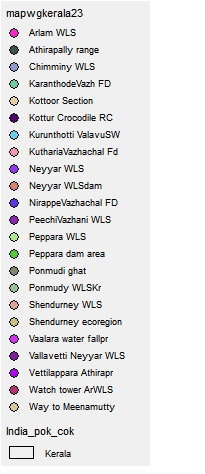 mapwgkerala23
Arlam WLS
Athirapally range
Chimminy WLS
KaranthodeVazh FD
Kottoor Section
Kottur Crocodile RC
Kurunthotti ValavuSW
KuthariaVazhachal Fd
Neyyar WLS
Neyyar WLSdam
NirappeVazhachal FD
PeechiVazhani WLS
Peppara WLS
Peppara dam area
Ponmudi ghat
Ponmudy WLSKr
Shendurney WLS
Shendurney ecoregion
Vaalara water fallpr
Vallavetti Neyyar WLS
Vettilappara Athirapr
Watch tower ArWLS
Way to Meenamutty
India_pok_cok
Kerala